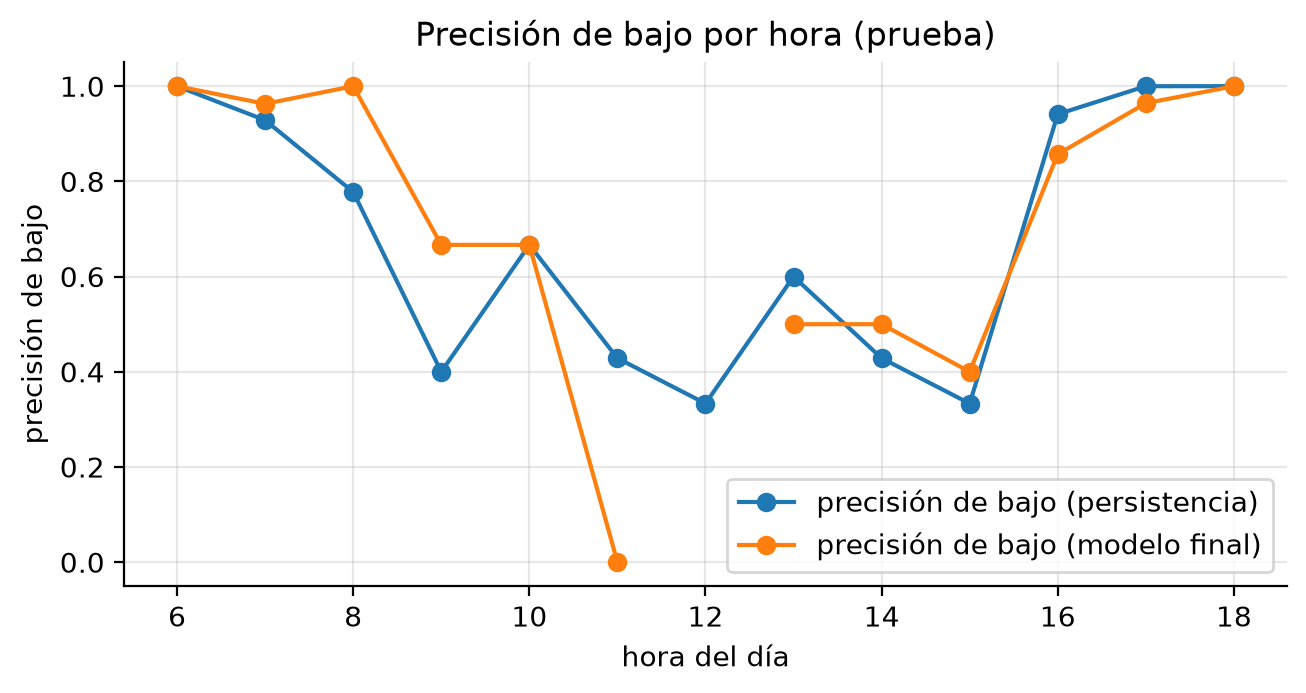 Precisión de bajo por hora (prueba)
precisión de bajo
1.0
0.8
0.6
0.4
0.2
0.0
6
8
10
12
14
16
18
hora del día
precisión de bajo (persistencia)
precisión de bajo (modelo final)